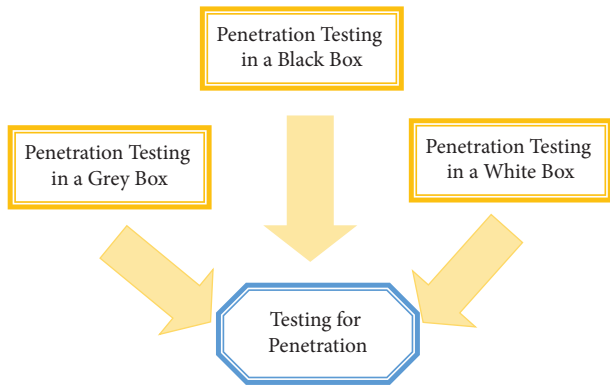 Penetration Testing
in a Black Box
Penetration Testing
in a Grey Box
Penetration Testing
in a White Box
Testing for
Penetration